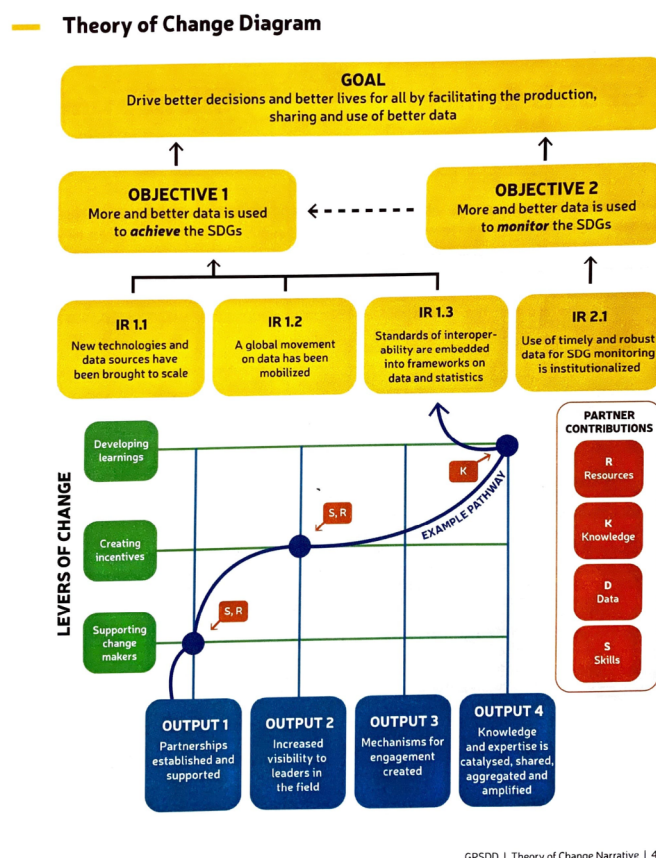 Theory of Change Diagram
GOAL
Drive better decisions and better lives for all by facilitating the production,
sharing and use of better data
OBJECTIVE 1
More and better data is used
to achieve the SDGs
OBJECTIVE 2
More and better data is used
to monitor the SDGs
IR 1.1
New technologies and
data sources have
been brought to scale
IR 1.2
A global movement
on data has been
mobilized
IR 1.3
Standards of interoper-
ability are embedded
into frameworks on
data and statistics
IR 2.1
Use of timely and robust
data for SDG monitoring
is institutionalized
LEVERS OF CHANGE
Developing
learnings
Creating
incentives
Supporting
change
makers
K
S, R
S, R
EXAMPLE PATHWAY
PARTNER
CONTRIBUTIONS
R
Resources
K
Knowledge
D
Data
S
Skills
OUTPUT 1
Partnerships
established and
supported
OUTPUT 2
Increased
visibility to
leaders in
the field
OUTPUT 3
Mechanisms for
engagement
created
OUTPUT 4
Knowledge
and expertise is
catalysed, shared,
aggregated and
amplified
GPSDD | Theory of Change Narrative | 4